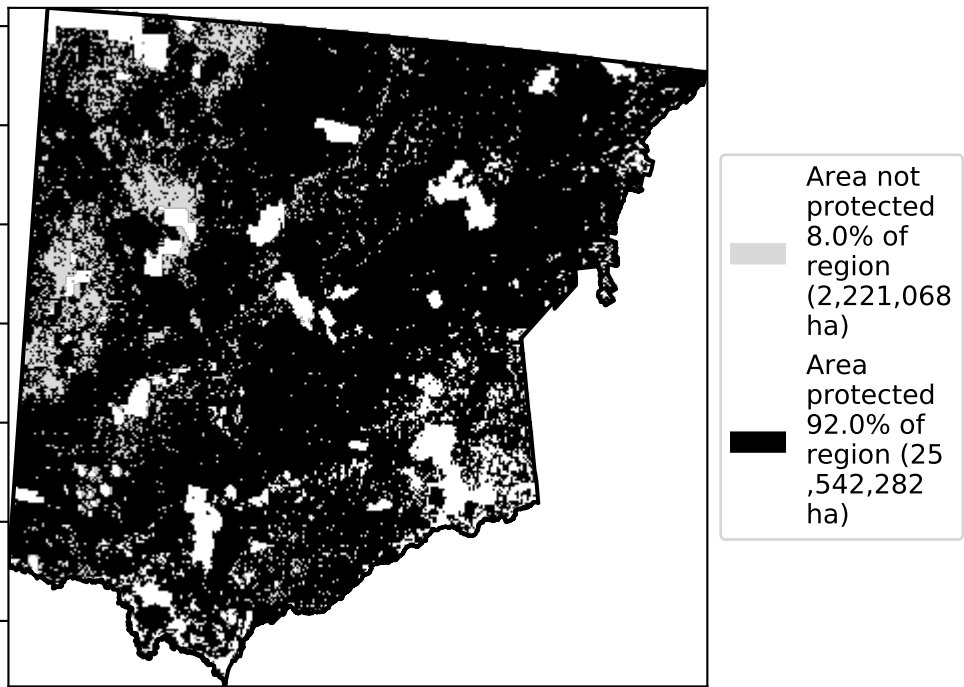 Area not
protected
8.0% of
region
(2,221,068
ha)
Area
protected
92.0% of
region (25
,542,282
ha)